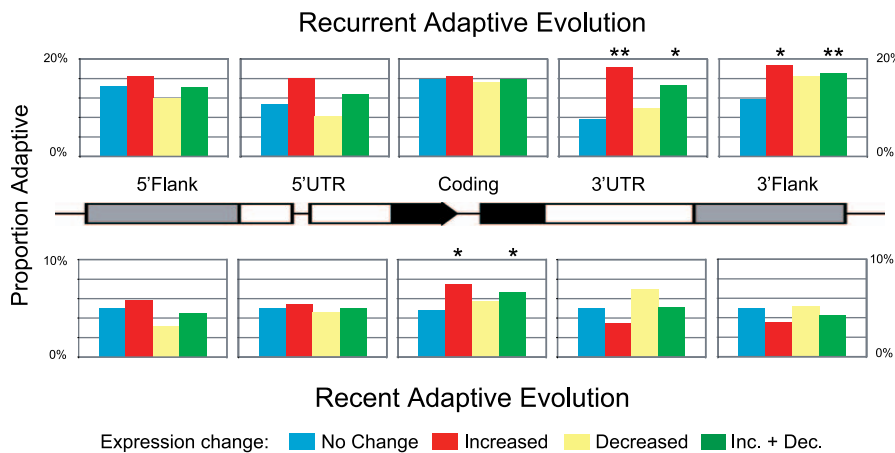 Recurrent Adaptive Evolution
20%
** * * **
20%
0%
0%
Proportion Adaptive
5'Flank 5'UTR Coding 3'UTR 3'Flank
10%
* *
10%
0%
0%
Recent Adaptive Evolution
Expression change: No Change Increased Decreased Inc. + Dec.